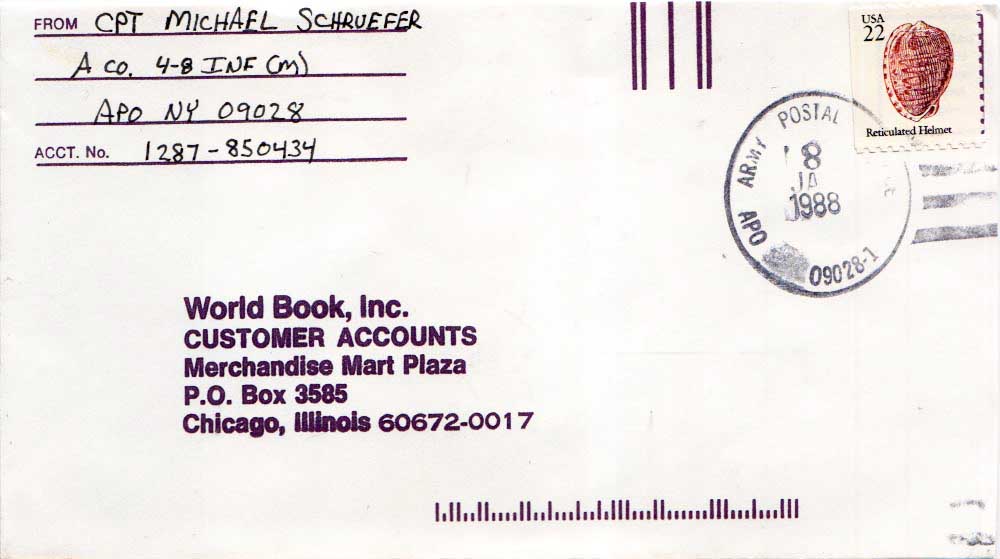 FROM CPT MICHAEL SCHRUEFER
A CO. 4-8 INF (M)
APO NY 09028
ACCT. No. 1287-850434
USA
22
Reticulated Helmet
APO ARMY POSTAL
8
JA
1988
09028-1
World Book, Inc.
CUSTOMER ACCOUNTS
Merchandise Mart Plaza
P.O. Box 3585
Chicago, Illinois 60672-0017